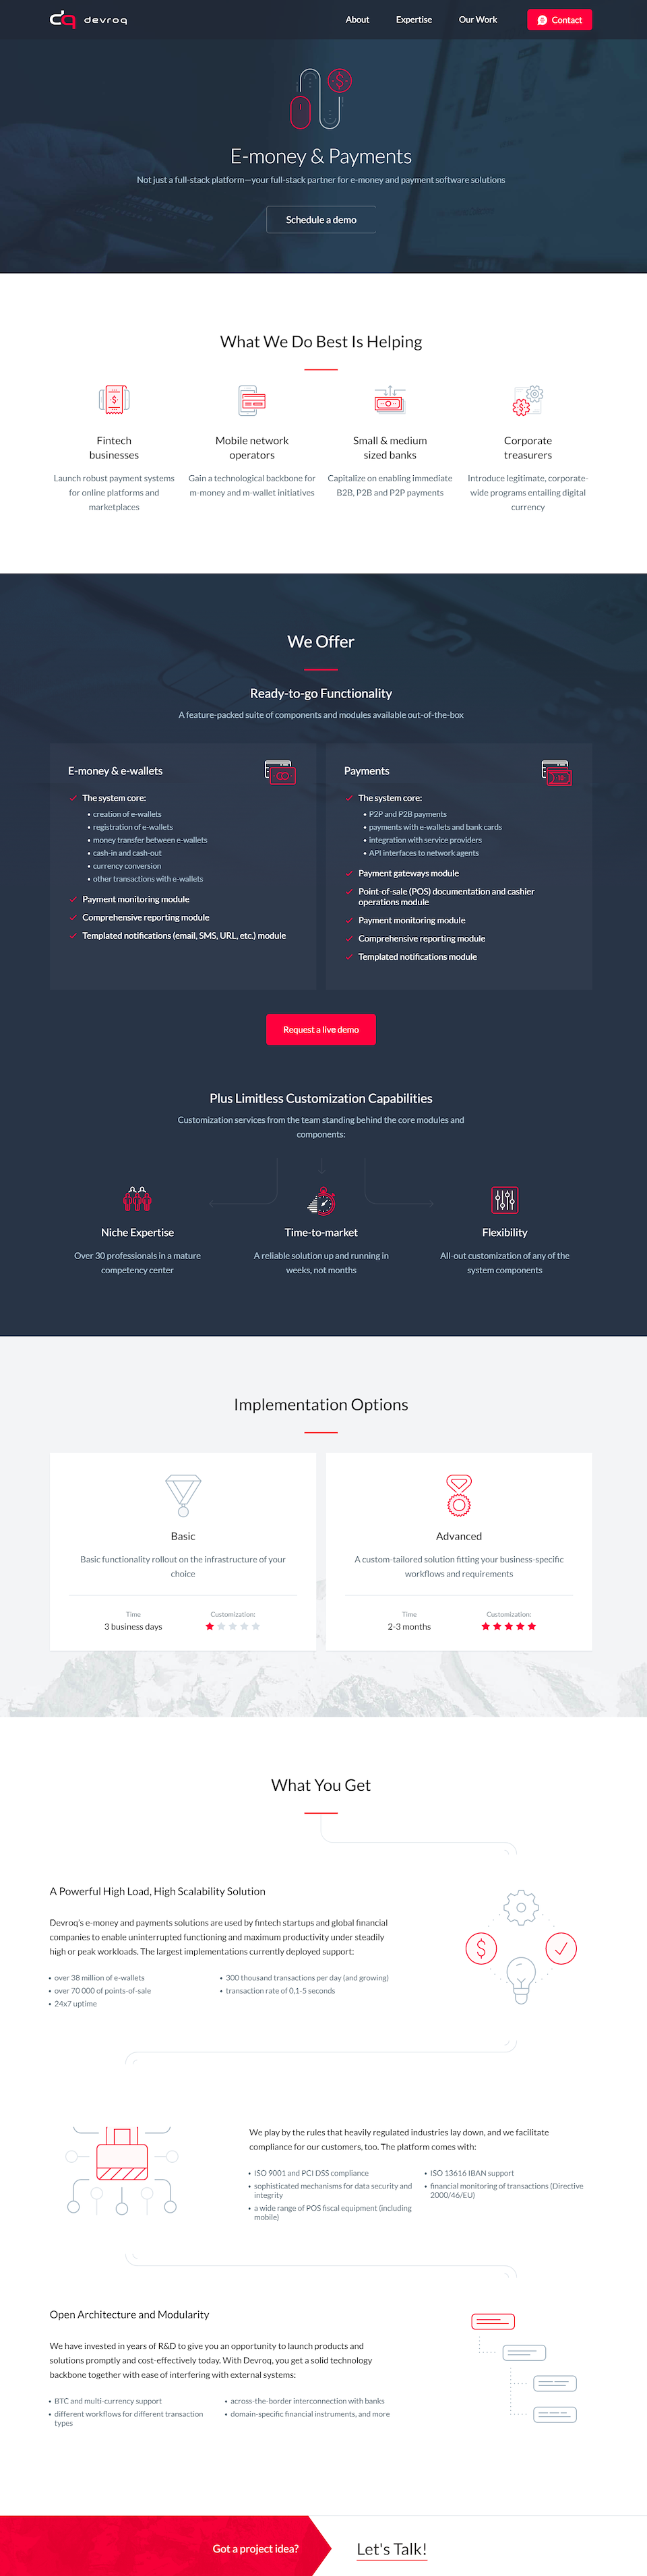 dq devroq
About
Expertise
Our Work
Contact
E-money & Payments
Not just a full-stack platform—your full-stack partner for e-money and payment software solutions
Schedule a demo
What We Do Best Is Helping
Fintech
businesses
Launch robust payment systems
for online platforms and
marketplaces
Mobile network
operators
Gain a technological backbone for
m-money and m-wallet initiatives
Small & medium
sized banks
Capitalize on enabling immediate
B2B, P2B and P2P payments
Corporate
treasurers
Introduce legitimate, corporate-
wide programs entailing digital
currency
We Offer
Ready-to-go Functionality
A feature-packed suite of components and modules available out-of-the-box
E-money & e-wallets
The system core:
• creation of e-wallets
• registration of e-wallets
• money transfer between e-wallets
• cash-in and cash-out
• currency conversion
• other transactions with e-wallets
Payment monitoring module
Comprehensive reporting module
Templated notifications (email, SMS, URL, etc.) module
Payments
The system core:
• P2P and P2B payments
• payments with e-wallets and bank cards
• integration with service providers
• API interfaces to network agents
Payment gateways module
Point-of-sale (POS) documentation and cashier
operations module
Payment monitoring module
Comprehensive reporting module
Templated notifications module
Request a live demo
Plus Limitless Customization Capabilities
Customization services from the team standing behind the core modules and
components:
Niche Expertise
Over 30 professionals in a mature
competency center
Time-to-market
A reliable solution up and running in
weeks, not months
Flexibility
All-out customization of any of the
system components
Implementation Options
Basic
Basic functionality rollout on the infrastructure of your
choice
Time
3 business days
Customization:
Advanced
A custom-tailored solution fitting your business-specific
workflows and requirements
Time
2-3 months
Customization:
What You Get
A Powerful High Load, High Scalability Solution
Devroq's e-money and payments solutions are used by fintech startups and global financial
companies to enable uninterrupted functioning and maximum productivity under steadily
high or peak workloads. The largest implementations currently deployed support:
• over 38 million of e-wallets
• over 70 000 of points-of-sale
• 24x7 uptime
• 300 thousand transactions per day (and growing)
• transaction rate of 0,1-5 seconds
We play by the rules that heavily regulated industries lay down, and we facilitate
compliance for our customers, too. The platform comes with:
• ISO 9001 and PCI DSS compliance
• sophisticated mechanisms for data security and
integrity
• a wide range of POS fiscal equipment (including
mobile)
• ISO 13616 IBAN support
• financial monitoring of transactions (Directive
2000/46/EU)
Open Architecture and Modularity
We have invested in years of R&D to give you an opportunity to launch products and
solutions promptly and cost-effectively today. With Devroq, you get a solid technology
backbone together with ease of interfering with external systems:
• BTC and multi-currency support
• different workflows for different transaction
types
• across-the-border interconnection with banks
• domain-specific financial instruments, and more
Got a project idea?
Let's Talk!